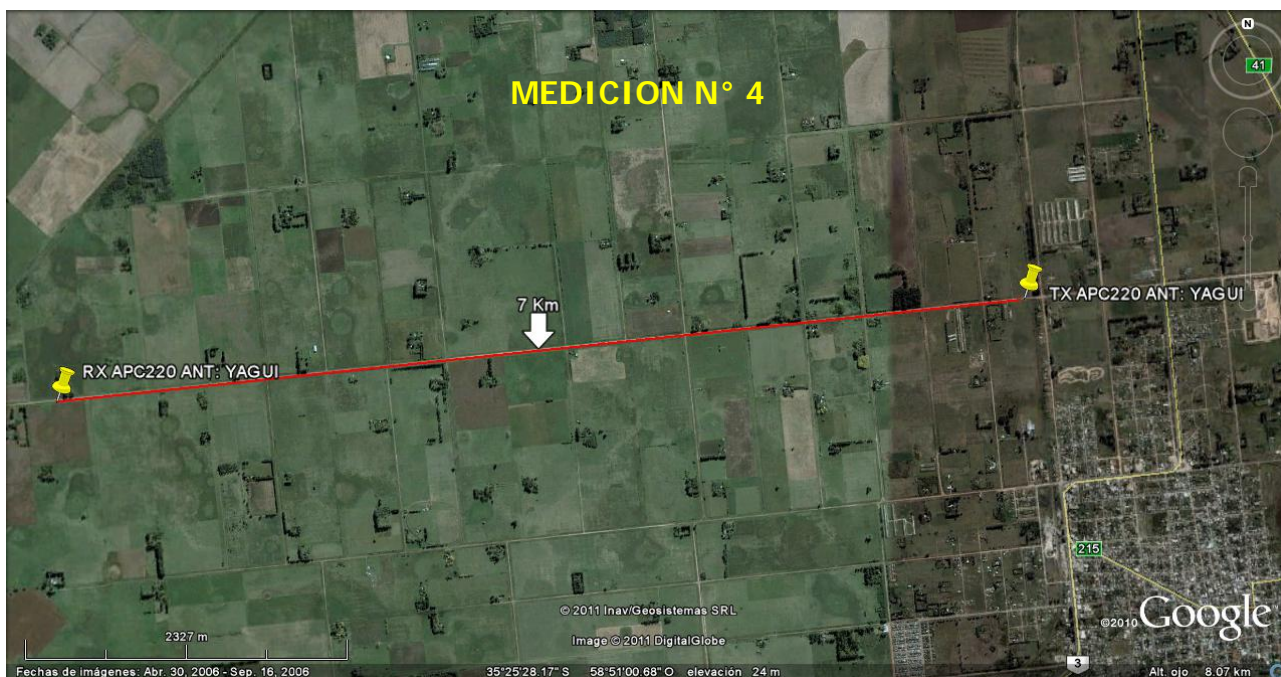 N
41
MEDICION N° 4
TX APC220 ANT: YAGUI
7 Km
RX APC220 ANT: YAGUI
215
© 2011 Inav/Geosistemas SRL
©2010 Google
2327 m
Image © 2011 DigitalGlobe
3
Fechas de imágenes: Abr. 30, 2006 - Sep. 16, 2006 35°25'28.17" S 58°51'00.68" O elevación 24 m Alt. ojo 8.07 km